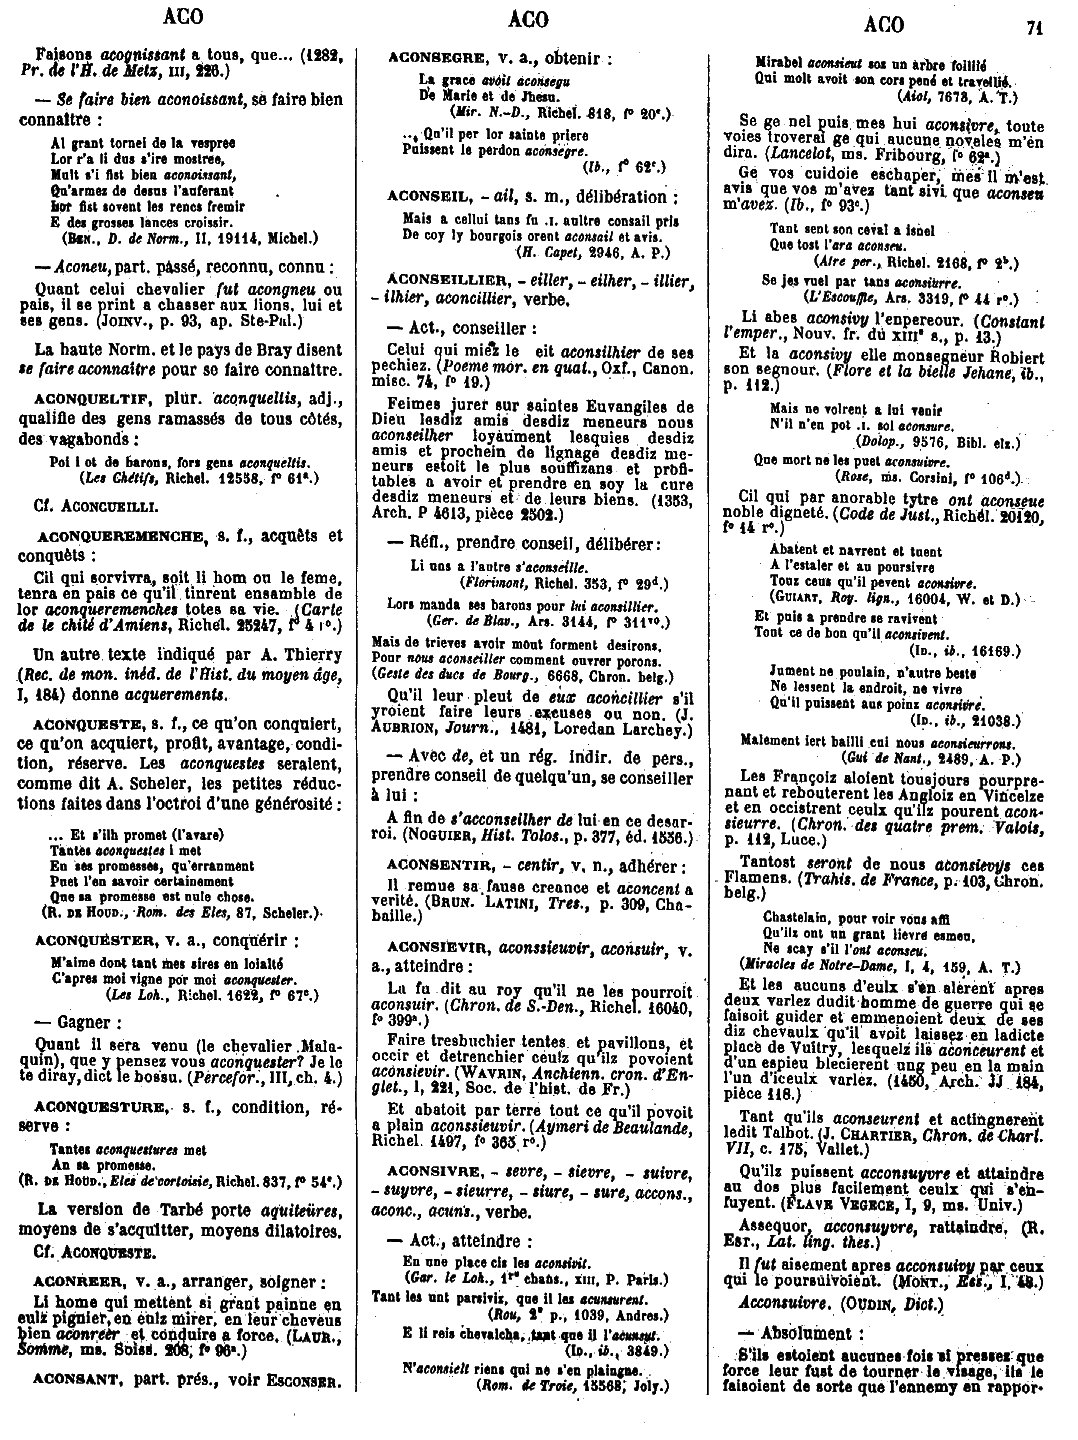 ACO
ACO
ACO
71
Faisons acognissant a tous, que... (1282,
Pr. de l'H. de Metz, III, 226.)
— Se faire bien aconoissant, se faire bien
connaître :
Al grant tornei de la vespree
Lor r'a li dus s'ire mostree,
Mult s'i fist bien aconoissant,
Qu'armez de desus l'auferant
Lor fist sovent les rencs fremir
E des grosses lances croissir.
(BEN., D. de Norm., II, 19114, Michel.)
— Aconeu, part. passé, reconnu, connu :
Quant celui chevalier fut acongneu ou
pais, il se print a chasser aux lions, lui et
ses gens. (JOINV., p. 93, ap. Ste-Pal.)
La haute Norm. et le pays de Bray disent
se faire aconnaitre pour se faire connaître.
ACONQUELTIF, plur. aconquellis, adj.,
qualifie des gens ramassés de tous côtés,
des vagabonds :
Poi i ot de barons, fors gens aconqueltis.
(Les Chétifs, Richel. 12558, f° 61ᵃ.)
Cf. ACONCUEILLI.
ACONQUEREMENCHE, s. f., acquêts et
conquêts :
Cil qui sorvivra, soit li hom ou le feme,
tenra en pais ce qu'il tinrent ensamble de
lor aconqueremenches totes sa vie. (Carte
de le chité d'Amiens, Richel. 25247, f° 4 r°.)
Un autre texte indiqué par A. Thierry
(Rec. de mon. inéd. de l'Hist. du moyen âge,
I, 184) donne acquerements.
ACONQUESTE, s. f., ce qu'on conquiert,
ce qu'on acquiert, profit, avantage, condi-
tion, réserve. Les aconquestes seraient,
comme dit A. Scheler, les petites réduc-
tions faites dans l'octroi d'une générosité :
... Et s'ilh promet (l'avare)
Tantes aconquestes i met
En ses promesses, qu'erranment
Puet l'en savoir certainement
Que sa promesse est nule chose.
(R. DE HOUD., Rom. des Eles, 87, Scheler.)
ACONQUESTER, v. a., conquérir :
M'aime dont tant mes sires en loialté
C'apres moi vigne por moi aconquester.
(Les Loh., Richel. 1622, f° 67ᶜ.)
— Gagner :
Quant il sera venu (le chevalier Mala-
quin), que y pensez vous aconquester? Je le
te diray, dict le bossu. (Percefor., III, ch. 4.)
ACONQUESTURE, s. f., condition, ré-
serve :
Tantes aconquestures met
An sa promesse.
(R. DE HOUD., Eles de cortoisie, Richel. 837, f° 54ᵉ.)
La version de Tarbé porte aquiteüres,
moyens de s'acquitter, moyens dilatoires.
Cf. ACONQUESTE.
ACONREER, v. a., arranger, soigner :
Li home qui mettent si grant painne en
eulz pignier, en eulz mirer, en leur cheveus
bien aconreer et conduire a force. (LAUR.,
Somme, ms. Soiss. 208, f° 96ᵃ.)
ACONSANT, part. prés., voir ESCONSER.
ACONSEGRE, v. a., obtenir :
La grace avoit aconsegu
De Marie et de Jhesu.
(Mir. N.-D., Richel. 818, f° 20ᶜ.)
... Qu'il per lor sainte priere
Puissent le perdon aconsegre.
(Ib., f° 62ᶜ.)
ACONSEIL, - ail, s. m., délibération :
Mais a cellui tans fu .I. aultre consail pris
De coy ly bourgois orent aconsail et avis.
(H. Capet, 2946, A. P.)
ACONSEILLIER, - eiller, - eilher, - illier,
- ilhier, aconcillier, verbe.
— Act., conseiller :
Celui qui miez le eit aconsilhier de ses
pechiez. (Poeme mor. en quat., Oxf., Canon.
misc. 74, f° 19.)
Feimes jurer sur saintes Euvangiles de
Dieu lesdiz amis desdiz meneurs nous
aconseilher loyaument lesquies desdiz
amis et prochein de lignage desdiz me-
neurs estoit le plus souffizans et profi-
tables a avoir et prendre en soy la cure
desdiz meneurs et de leurs biens. (1353,
Arch. P 4613, pièce 2502.)
— Réfl., prendre conseil, délibérer :
Li uns a l'autre s'aconseille.
(Florimont, Richel. 353, f° 29ᵈ.)
Lors manda ses barons pour lui aconsillier.
(Ger. de Blav., Ars. 3144, f° 311ᵛ°.)
Mais de trieves avoir mout forment desirons,
Pour nous aconseiller comment ouvrer porons.
(Geste des ducs de Bourg., 6668, Chron. belg.)
Qu'il leur pleut de eux aconcillier s'il
yroient faire leurs excuses ou non. (J.
AUBRION, Journ., 1481, Loredan Larchey.)
— Avec de, et un rég. indir. de pers.,
prendre conseil de quelqu'un, se conseiller
à lui :
A fin de s'acconseilher de lui en ce desar-
roi. (NOGUIER, Hist. Tolos., p. 377, éd. 1556.)
ACONSENTIR, - centir, v. n., adhérer :
Il remue sa fause creance et aconcent a
verité. (BRUN. LATINI, Tres., p. 309, Cha-
baille.)
ACONSIEVIR, aconssieuvir, aconsuir, v.
a., atteindre :
La fu dit au roy qu'il ne les pourroit
aconsuir. (Chron. de S.-Den., Richel. 16040,
f° 399ᵃ.)
Faire tresbuchier tentes et pavillons, et
occir et detrenchier ceulz qu'ilz povoient
aconsievir. (WAVRIN, Anchienn. cron. d'En-
glet., I, 221, Soc. de l'hist. de Fr.)
Et abatoit par terre tout ce qu'il povoit
a plain aconssieuvir. (Aymeri de Beaulande,
Richel. 1497, f° 365 r°.)
ACONSIVRE, - sevre, - sievre, - suivre,
- suyvre, - sieurre, - siure, - sure, accons.,
aconc., acuns., verbe.
— Act., atteindre :
En une place cis les aconsivit.
(Gar. le Loh., 1ʳᵉ chans., XIII, P. Paris.)
Tant les unt parsiviz, que il les acunsurent.
(Rou, 2ᵉ p., 1039, Andres.)
E li reis chevalcha, tant que il l'acunsut.
(ID., ib., 3849.)
N'aconsielt riens qui ne s'en plaingne.
(Rom. de Troie, 15568, Joly.)
Mirabel aconsieut sos un arbre foillié
Qui molt avoit son cors pené et travellié.
(Aiol, 7673, A. T.)
Se ge nel puis mes hui aconsivre, toute
voies troverai ge qui aucune noveles m'en
dira. (Lancelot, ms. Fribourg, f° 62ᵃ.)
Ge vos cuidoie eschaper, mes il m'est
avis que vos m'avez tant sivi que aconseu
m'avez. (Ib., f° 93ᶜ.)
Tant sent son ceval a isnel
Que tost l'ara aconseu.
(Atre per., Richel. 2168, f° 2ᵇ.)
Se jes vuel par tans aconsiurre.
(L'Escouffle, Ars. 3319, f° 44 r°.)
Li abes aconsivy l'enpereour. (Constant
l'emper., Nouv. fr. du XIIIᵉ s., p. 13.)
Et la aconsivy elle monsegneur Robiert
son segnour. (Flore et la bielle Jehane, ib.,
p. 112.)
Mais ne volrent a lui venir
N'il n'en pot .I. sol aconsure.
(Dolop., 9576, Bibl. elz.)
Que mort ne les puet aconsuivre.
(Rose, ms. Corsini, f° 106ᵈ.)
Cil qui par anorable tytre ont aconseue
noble digneté. (Code de Just., Richel. 20120,
f° 14 r°.)
Abatent et navrent et tuent
A l'estaler et au poursivre
Touz ceus qu'il pevent aconsivre.
(GUIART, Roy. lign., 16004, W. et D.)
Et puis a prendre se ravivent
Tout ce de bon qu'il aconsivent.
(ID., ib., 16169.)
Jument ne poulain, n'autre beste
Ne lessent la endroit, ne vivre
Qu'il puissent aus poinz aconsivre.
(ID., ib., 21038.)
Malement iert bailli cui nous aconsieurrons.
(Gui de Nant., 2489, A. P.)
Les Françoiz aloient tousjours pourpre-
nant et rebouterent les Angloiz en Vincelze
et en occistrent ceulx qu'ilz pourent acon-
sieurre. (Chron. des quatre prem. Valois,
p. 112, Luce.)
Tantost seront de nous aconsievys ces
Flamens. (Trahis. de France, p. 103, Chron.
belg.)
Chastelain, pour voir vous affi
Qu'ilz ont un grant lievre esmeu,
Ne scay s'il l'ont aconseu.
(Miracles de Notre-Dame, I, 4, 159, A. T.)
Et les aucuns d'eulx s'en alerent apres
deux varlez dudit homme de guerre qui se
faisoit guider et emmenoient deux de ses
diz chevaulx qu'il avoit laissez en ladicte
place de Vuitry, lesquelz ilz aconceurent et
d'un espieu blecierent ung peu en la main
l'un d'iceulx varlez. (1450, Arch. JJ 184,
pièce 118.)
Tant qu'ils aconseurent et actingnerent
ledit Talbot. (J. CHARTIER, Chron. de Charl.
VII, c. 175, Vallet.)
Qu'ilz puissent acconsuyvre et attaindre
au dos plus facilement ceulx qui s'en-
fuyent. (FLAVE VEGECE, I, 9, ms. Univ.)
Assequor, acconsuyvre, rattaindre. (R.
EST., Lat. ling. thes.)
Il fut aisement apres acconsuivy par ceux
qui le poursuivoient. (MONT., Ess., I, 48.)
Acconsuivre. (OUDIN, Dict.)
— Absolument :
S'ils estoient aucunes fois si pressez que
force leur fust de tourner le visage, ils le
faisoient de sorte que l'ennemy en rappor-